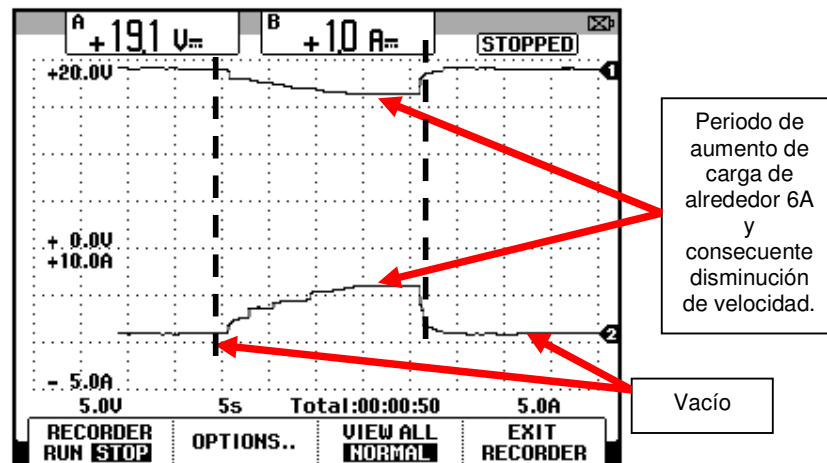 A
+19.1 V
B
+1.0 A
STOPPED
+20.0V
1
+ 0.0V
+10.0A
2
- 5.0A
5.0V 5s Total:00:00:50 5.0A
RECORDER
RUN STOP
OPTIONS..
VIEW ALL
NORMAL
EXIT
RECORDER
Periodo de
aumento de
carga de
alrededor 6A
y
consecuente
disminución
de velocidad.
Vacío